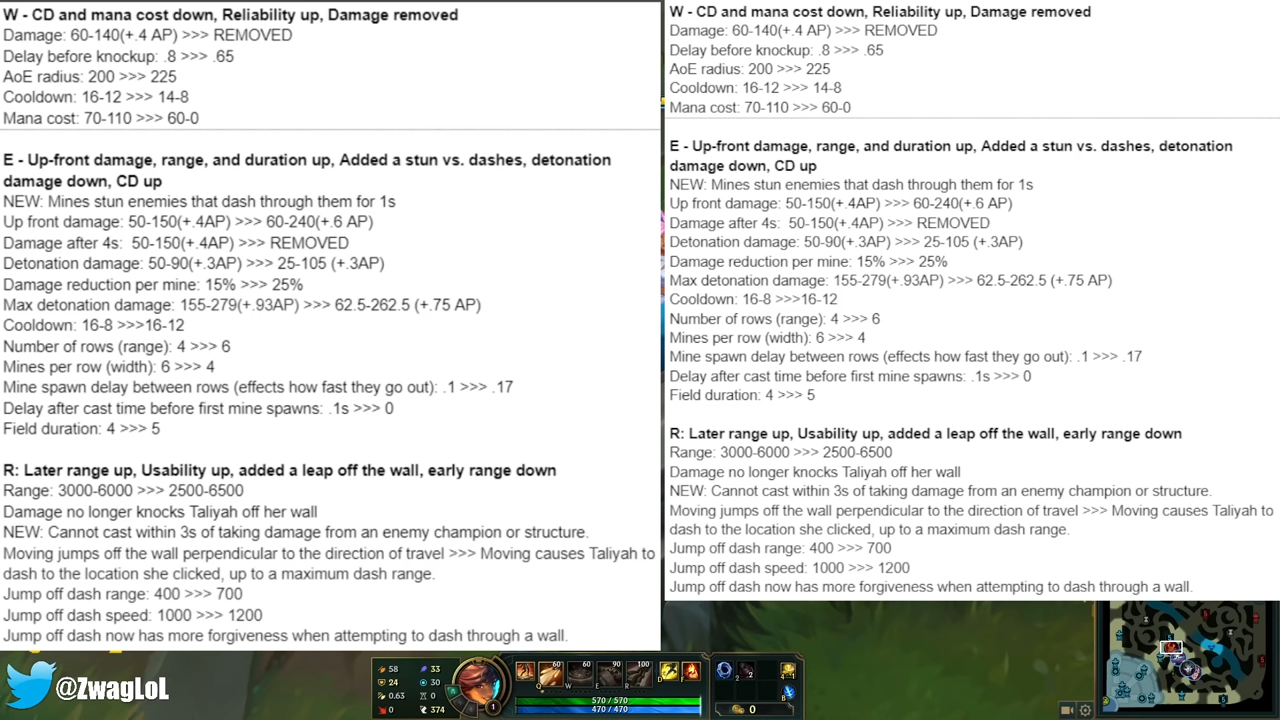 W - CD and mana cost down, Reliability up, Damage removed
Damage: 60-140(+.4 AP) >>> REMOVED
Delay before knockup: .8 >>> .65
AoE radius: 200 >>> 225
Cooldown: 16-12 >>> 14-8
Mana cost: 70-110 >>> 60-0
E - Up-front damage, range, and duration up, Added a stun vs. dashes, detonation
damage down, CD up
NEW: Mines stun enemies that dash through them for 1s
Up front damage: 50-150(+.4AP) >>> 60-240(+.6 AP)
Damage after 4s:  50-150(+.4AP) >>> REMOVED
Detonation damage: 50-90(+.3AP) >>> 25-105 (+.3AP)
Damage reduction per mine: 15% >>> 25%
Max detonation damage: 155-279(+.93AP) >>> 62.5-262.5 (+.75 AP)
Cooldown: 16-8 >>>16-12
Number of rows (range): 4 >>> 6
Mines per row (width): 6 >>> 4
Mine spawn delay between rows (effects how fast they go out): .1 >>> .17
Delay after cast time before first mine spawns: .1s >>> 0
Field duration: 4 >>> 5
R: Later range up, Usability up, added a leap off the wall, early range down
Range: 3000-6000 >>> 2500-6500
Damage no longer knocks Taliyah off her wall
NEW: Cannot cast within 3s of taking damage from an enemy champion or structure.
Moving jumps off the wall perpendicular to the direction of travel >>> Moving causes Taliyah to
dash to the location she clicked, up to a maximum dash range.
Jump off dash range: 400 >>> 700
Jump off dash speed: 1000 >>> 1200
Jump off dash now has more forgiveness when attempting to dash through a wall.
W - CD and mana cost down, Reliability up, Damage removed
Damage: 60-140(+.4 AP) >>> REMOVED
Delay before knockup: .8 >>> .65
AoE radius: 200 >>> 225
Cooldown: 16-12 >>> 14-8
Mana cost: 70-110 >>> 60-0
E - Up-front damage, range, and duration up, Added a stun vs. dashes, detonation
damage down, CD up
NEW: Mines stun enemies that dash through them for 1s
Up front damage: 50-150(+.4AP) >>> 60-240(+.6 AP)
Damage after 4s:  50-150(+.4AP) >>> REMOVED
Detonation damage: 50-90(+.3AP) >>> 25-105 (+.3AP)
Damage reduction per mine: 15% >>> 25%
Max detonation damage: 155-279(+.93AP) >>> 62.5-262.5 (+.75 AP)
Cooldown: 16-8 >>>16-12
Number of rows (range): 4 >>> 6
Mines per row (width): 6 >>> 4
Mine spawn delay between rows (effects how fast they go out): .1 >>> .17
Delay after cast time before first mine spawns: .1s >>> 0
Field duration: 4 >>> 5
R: Later range up, Usability up, added a leap off the wall, early range down
Range: 3000-6000 >>> 2500-6500
Damage no longer knocks Taliyah off her wall
NEW: Cannot cast within 3s of taking damage from an enemy champion or structure.
Moving jumps off the wall perpendicular to the direction of travel >>> Moving causes Taliyah to
dash to the location she clicked, up to a maximum dash range.
Jump off dash range: 400 >>> 700
Jump off dash speed: 1000 >>> 1200
Jump off dash now has more forgiveness when attempting to dash through a wall.
@ZwagLoL
58 33
24 30
0.63 0
0 374
1
60 60 90 100
Q W E R D F
570 / 570
470 / 470
2
4
B
0